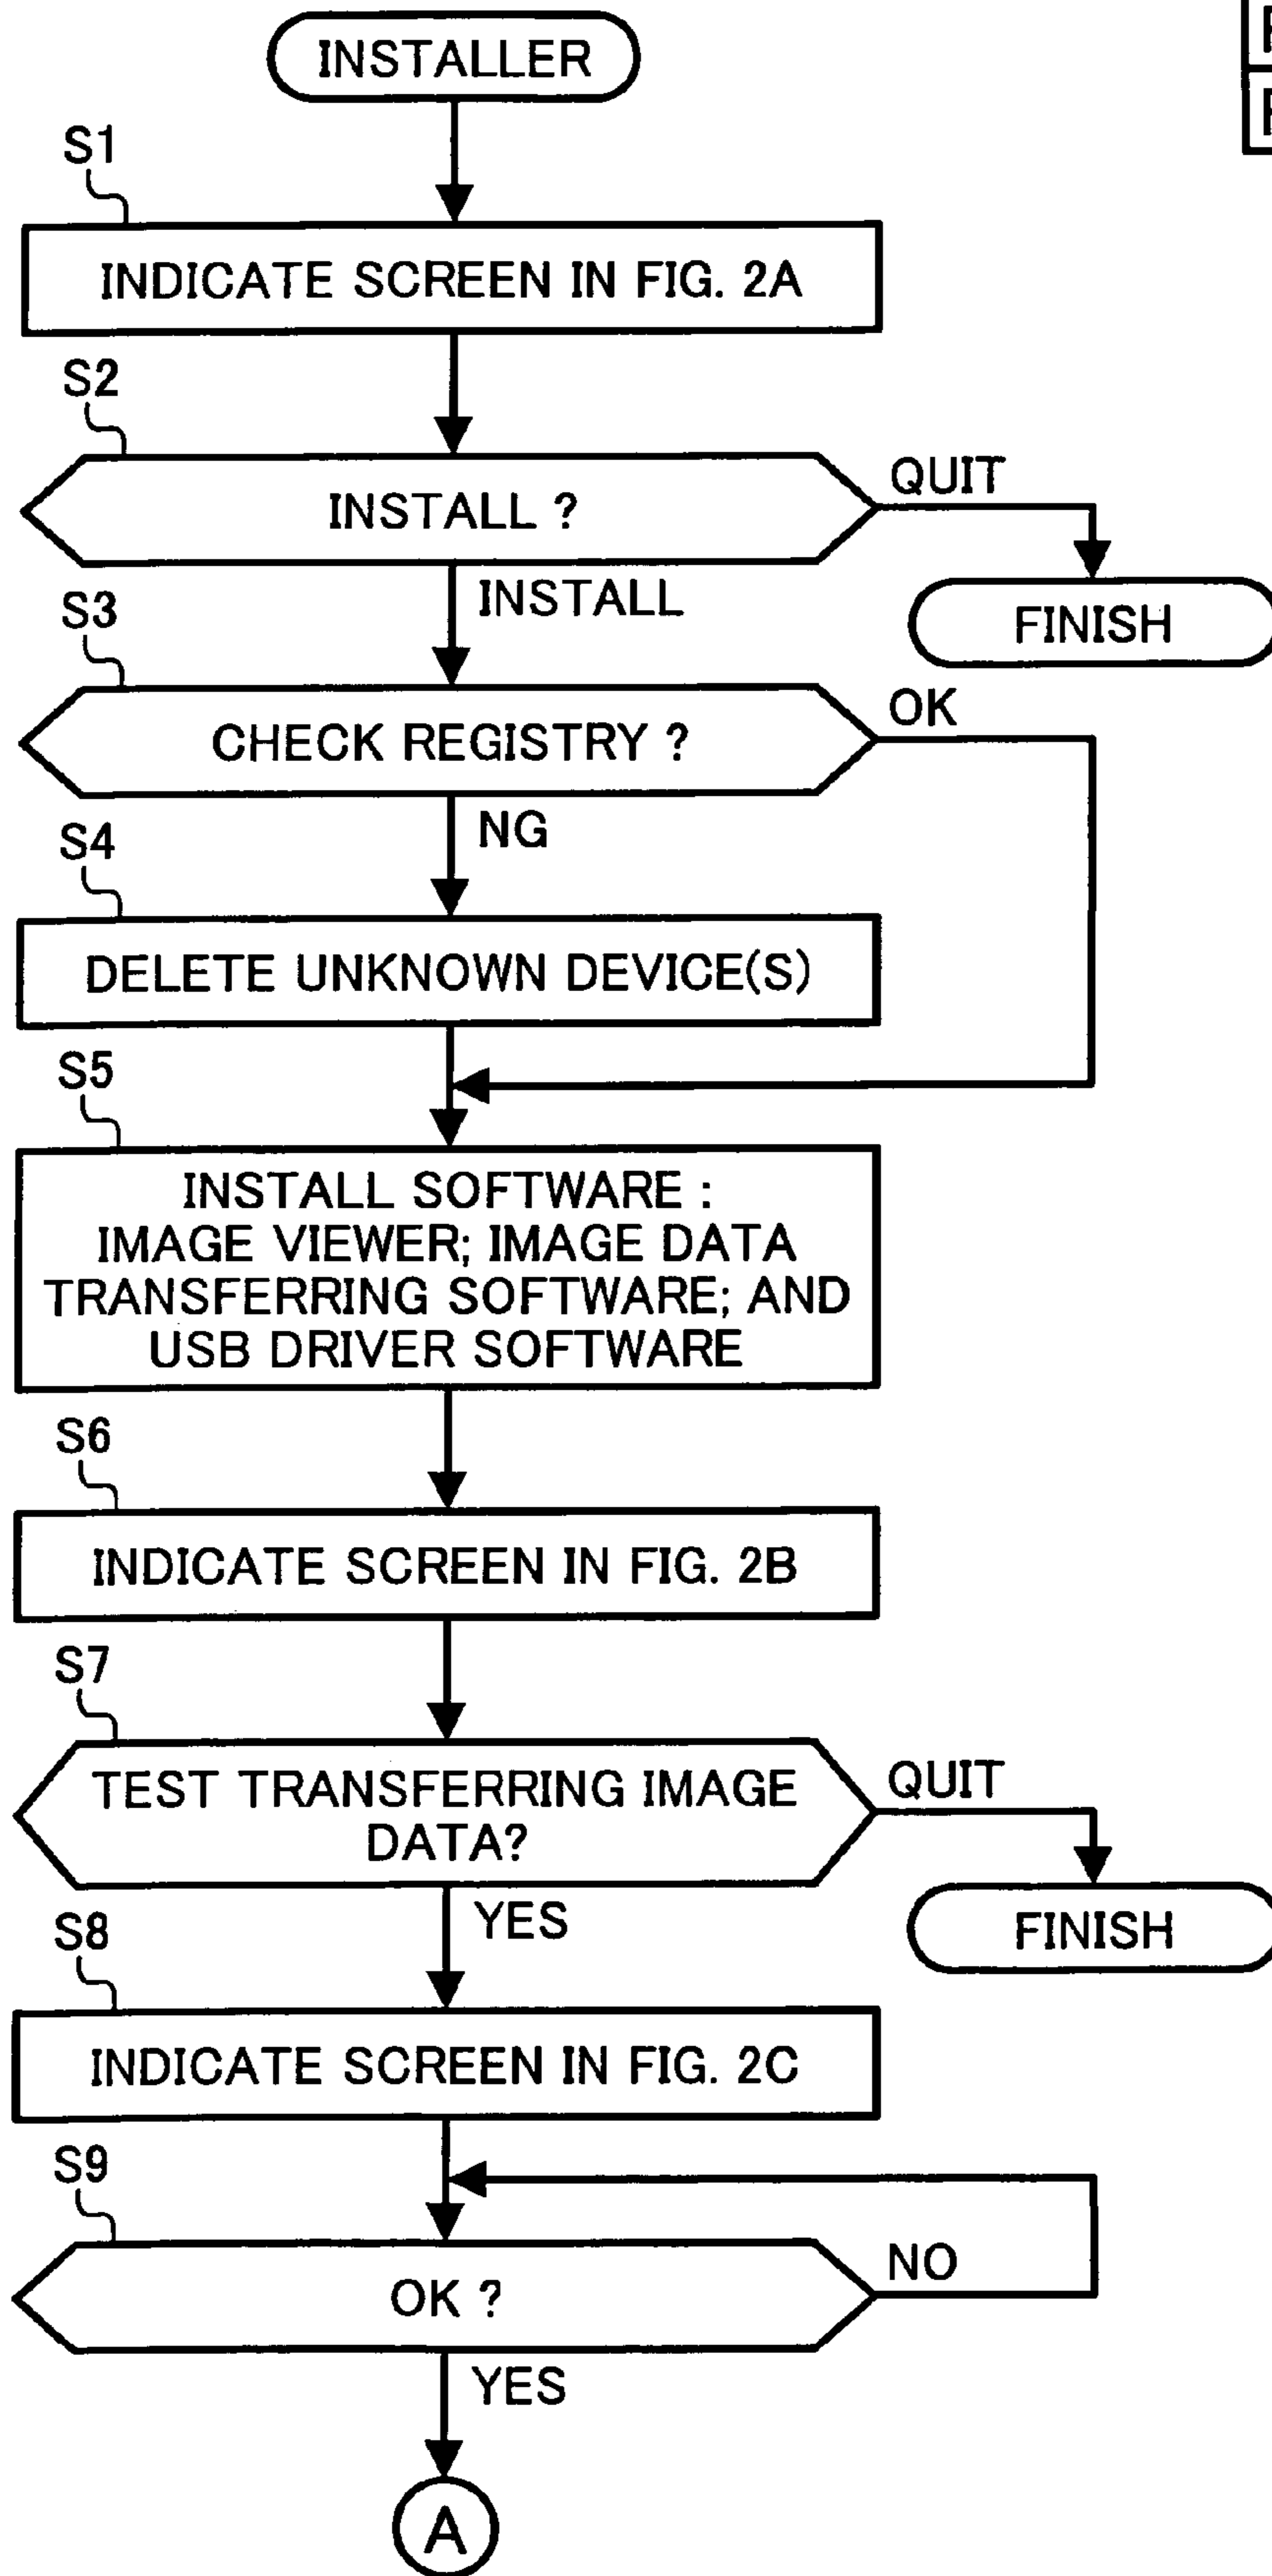 INSTALLER
S1
INDICATE SCREEN IN FIG. 2A
S2
INSTALL ?
QUIT
FINISH
INSTALL
S3
CHECK REGISTRY ?
OK
NG
S4
DELETE UNKNOWN DEVICE(S)
S5
INSTALL SOFTWARE :
IMAGE VIEWER; IMAGE DATA
TRANSFERRING SOFTWARE; AND
USB DRIVER SOFTWARE
S6
INDICATE SCREEN IN FIG. 2B
S7
TEST TRANSFERRING IMAGE
DATA?
QUIT
FINISH
YES
S8
INDICATE SCREEN IN FIG. 2C
S9
OK ?
NO
YES
A